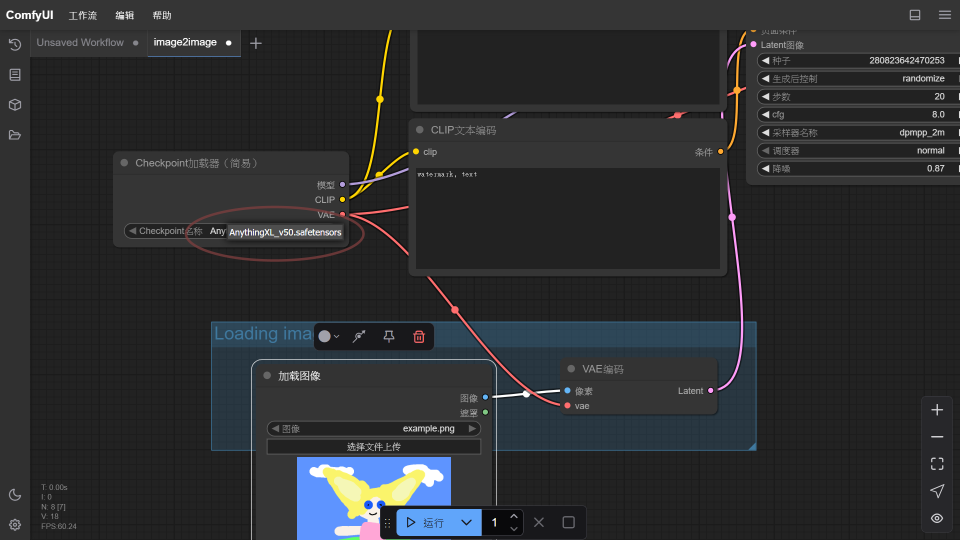 ComfyUI 工作流 编辑 帮助
Unsaved Workflow
image2image
Latent图像
种子 280823642470253
生成后控制 randomize
步数 20
cfg 8.0
采样器名称 dpmpp_2m
调度器 normal
降噪 0.87
CLIP文本编码
clip 条件
watermark, text
Checkpoint加载器（简易）
模型
CLIP
VAE
Checkpoint名称 Any
AnythingXL_v50.safetensors
Loading ima
加载图像
图像
遮罩
图像 example.png
选择文件上传
VAE编码
像素 Latent
vae
T: 0.00s
I: 0
N: 8 [7]
V: 18
FPS:60.24
运行 1